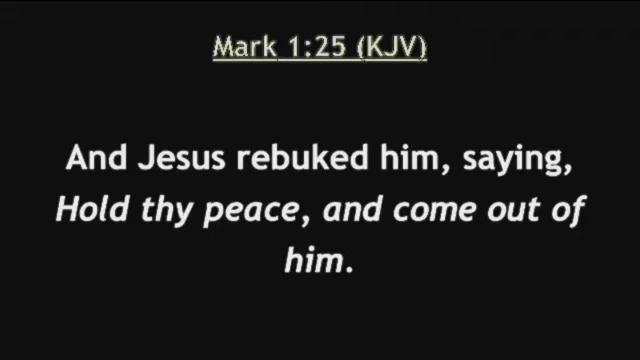 Mark 1:25 (KJV)
And Jesus rebuked him, saying,
Hold thy peace, and come out of
him.